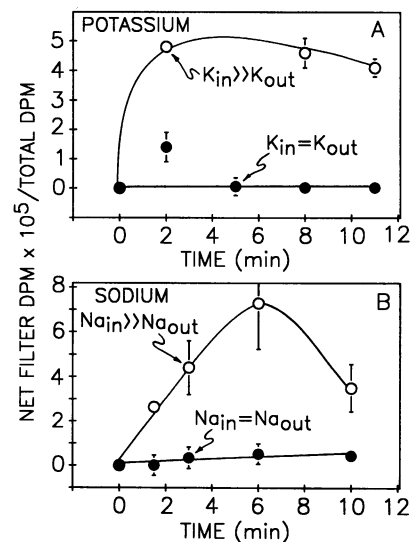 POTASSIUM
A
5
4
3
2
1
0
K_in>>K_out
K_in=K_out
0 2 4 6 8 10 12
TIME (min)
NET FILTER DPM x 10^5/TOTAL DPM
SODIUM
B
8
6
4
2
0
Na_in>>Na_out
Na_in=Na_out
0 2 4 6 8 10
TIME (min)